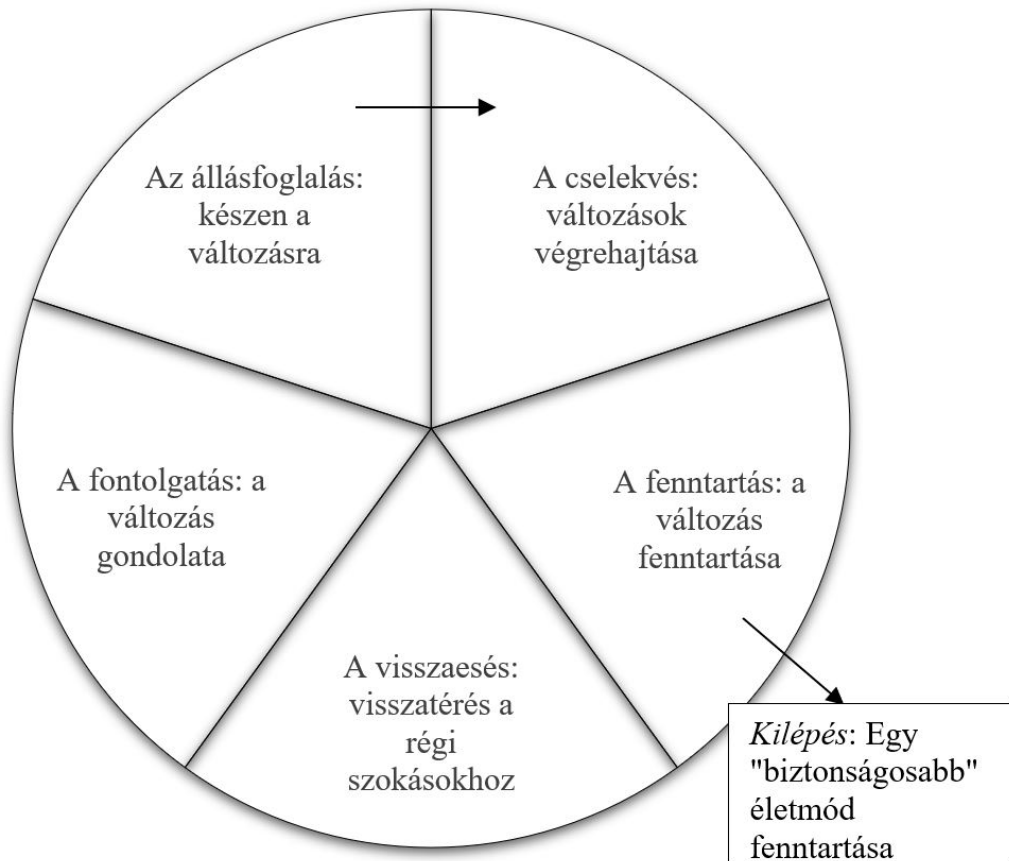 Az állásfoglalás:
készen a
változásra
A cselekvés:
változások
végrehajtása
A fontolgatás: a
változás
gondolata
A fenntartás: a
változás
fenntartása
A visszaesés:
visszatérés a
régi
szokásokhoz
Kilépés: Egy
"biztonságosabb"
életmód
fenntartása